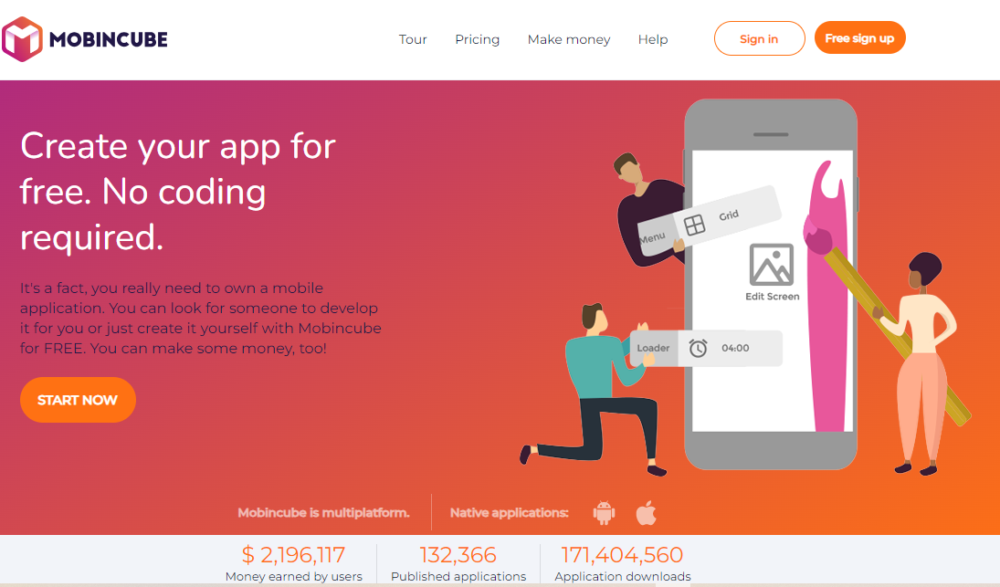 MOBINCUBE
Tour Pricing Make money Help Sign in Free sign up
Create your app for
free. No coding
required.
It's a fact, you really need to own a mobile
application. You can look for someone to develop
it for you or just create it yourself with Mobincube
for FREE. You can make some money, too!
START NOW
Menu Grid
Edit Screen
Loader 04:00
Mobincube is multiplatform. Native applications:
$ 2,196,117 132,366 171,404,560
Money earned by users Published applications Application downloads